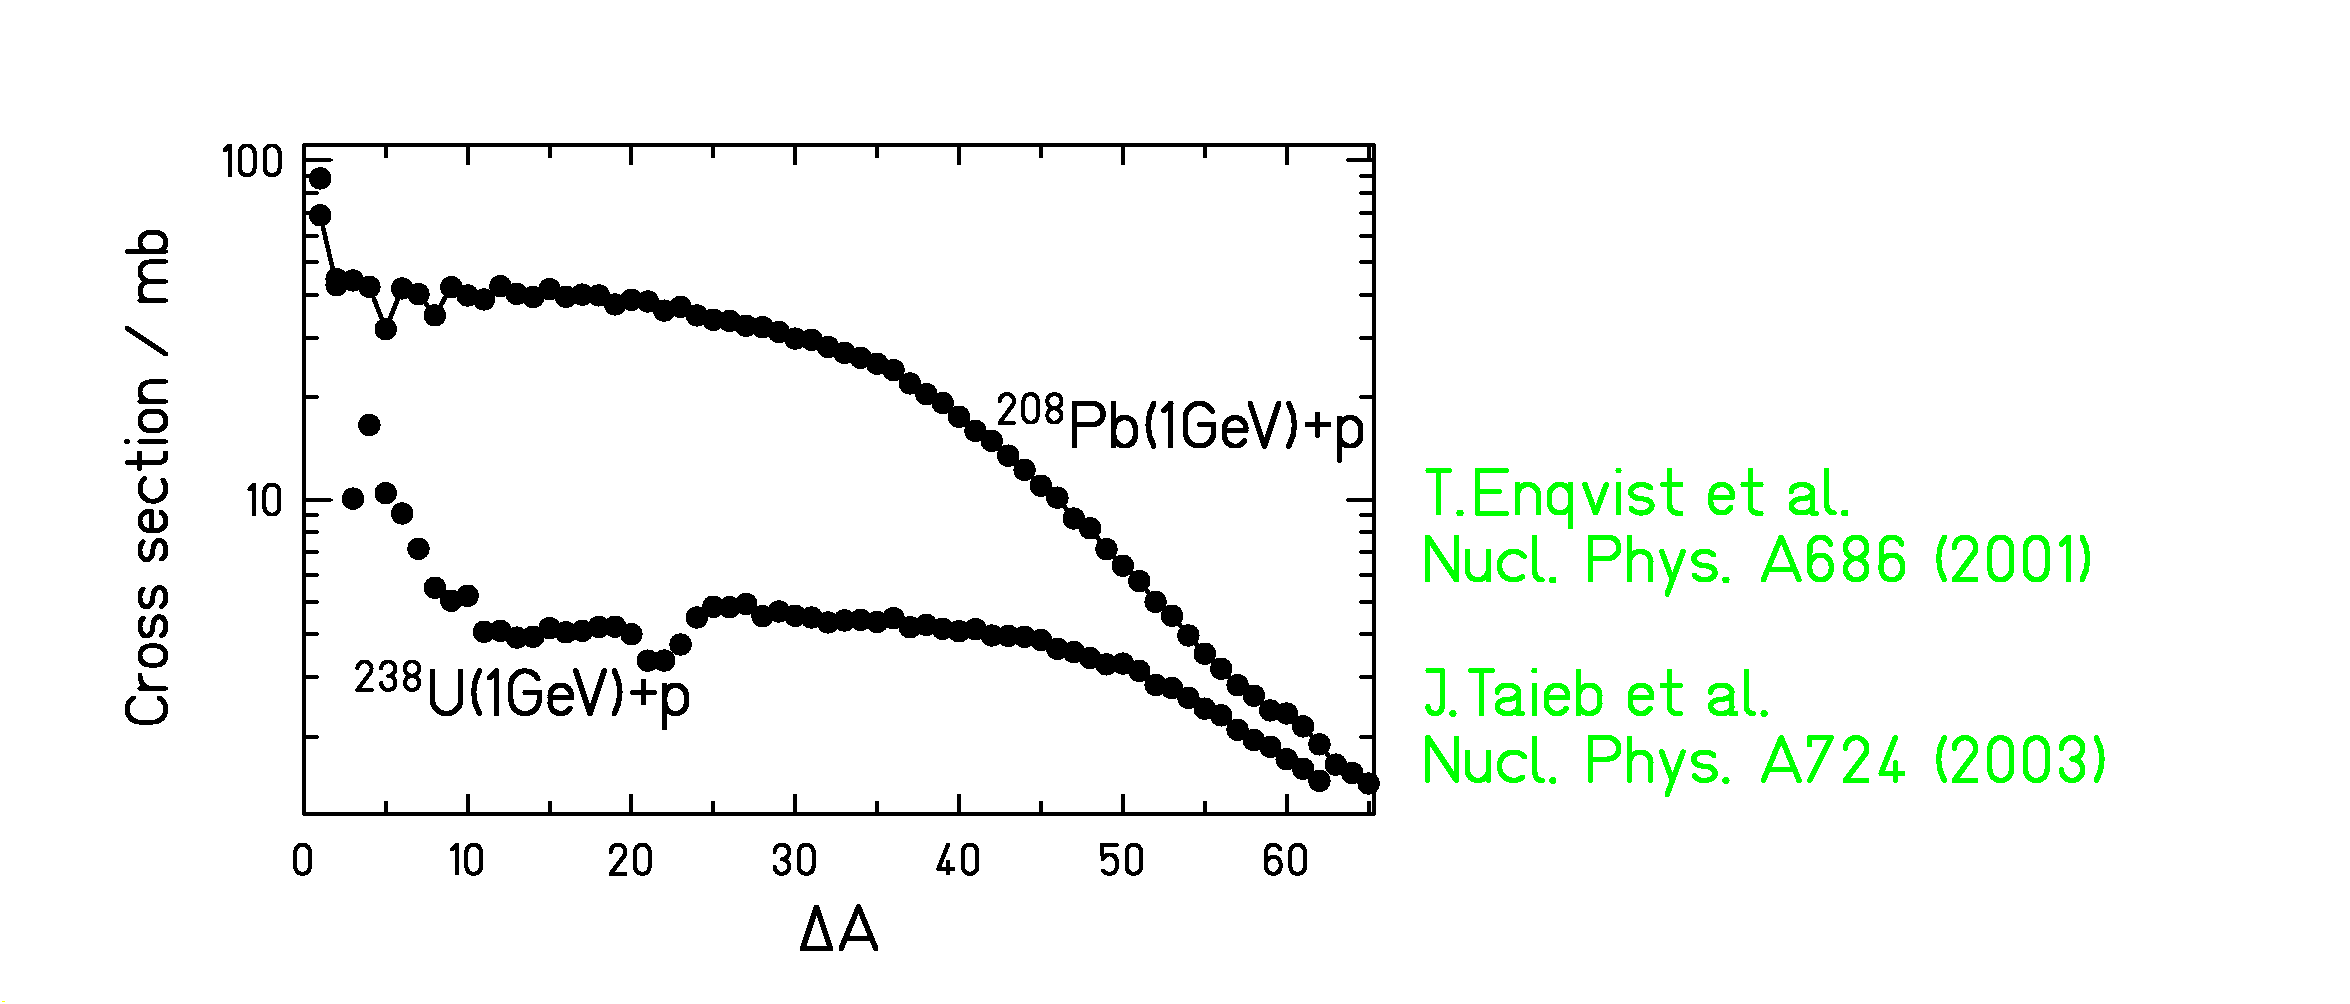 100
10
Cross section / mb
²⁰⁸Pb(1GeV)+p
²³⁸U(1GeV)+p
0 10 20 30 40 50 60
ΔA
T.Enqvist et al.
Nucl. Phys. A686 (2001)
J.Taieb et al.
Nucl. Phys. A724 (2003)